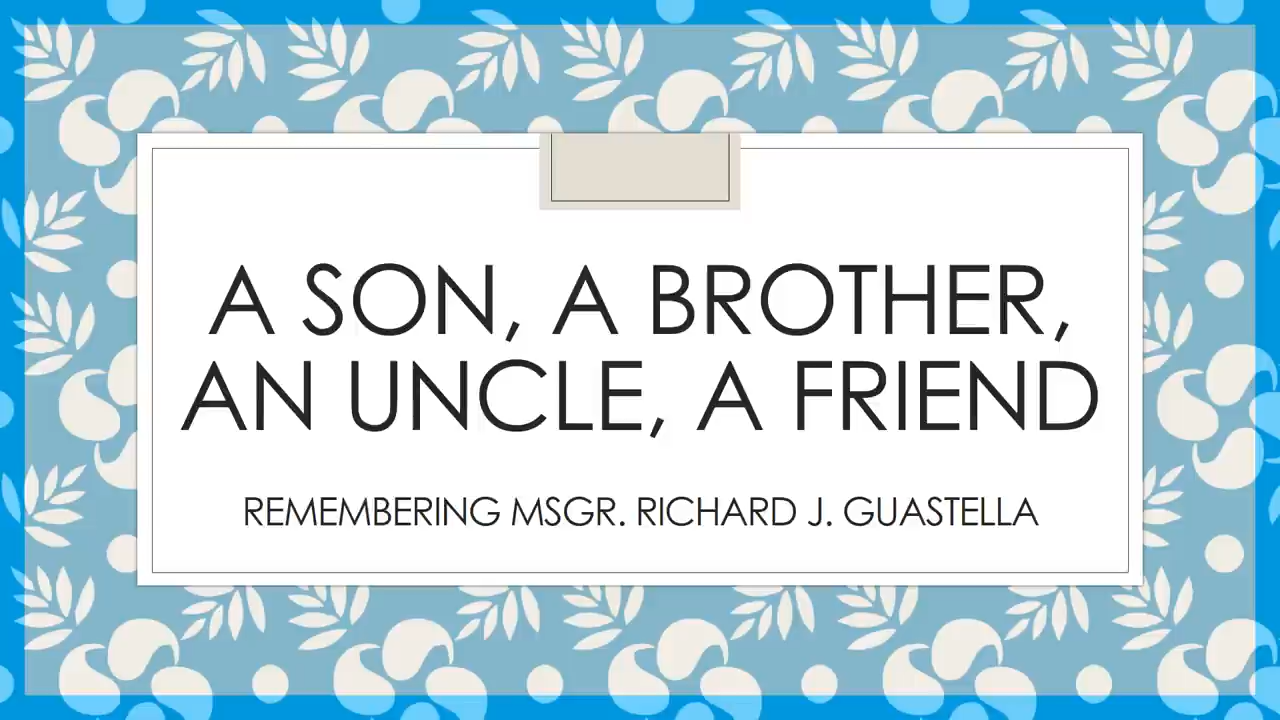 A SON, A BROTHER,
AN UNCLE, A FRIEND
REMEMBERING MSGR. RICHARD J. GUASTELLA